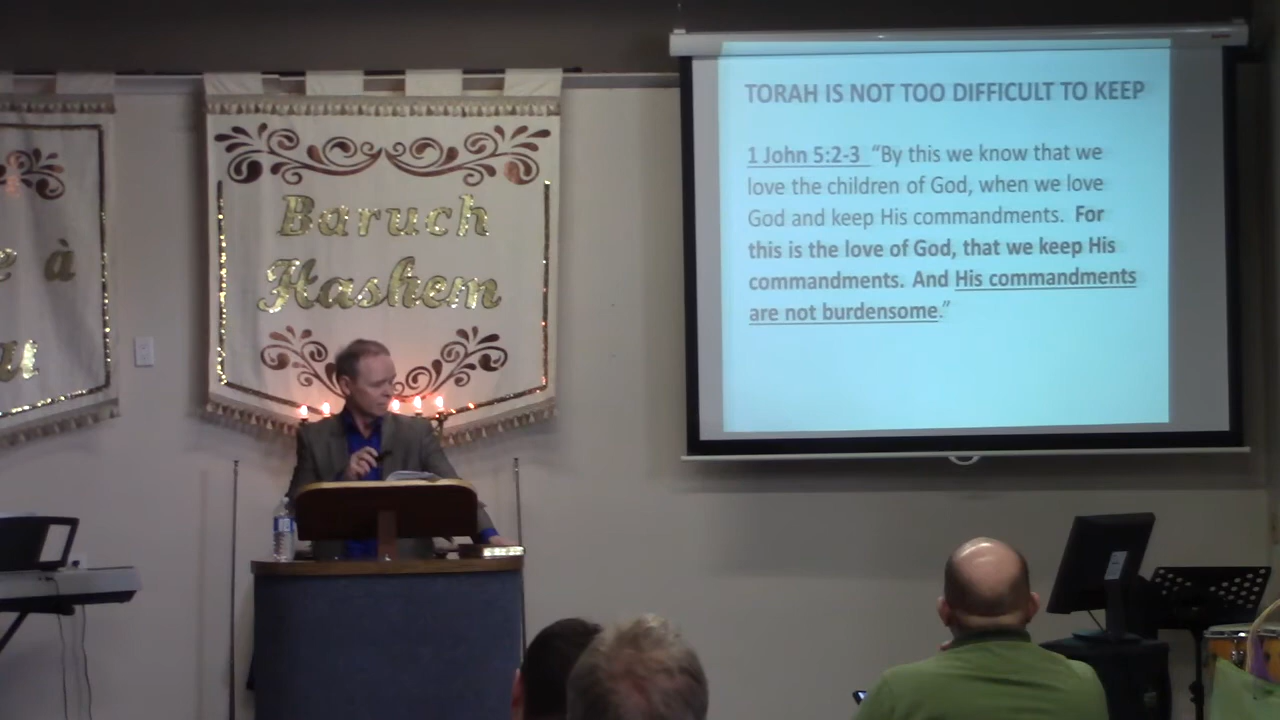 à
Baruch
Hashem
TORAH IS NOT TOO DIFFICULT TO KEEP
1 John 5:2-3 “By this we know that we
love the children of God, when we love
God and keep His commandments. For
this is the love of God, that we keep His
commandments. And His commandments
are not burdensome.”